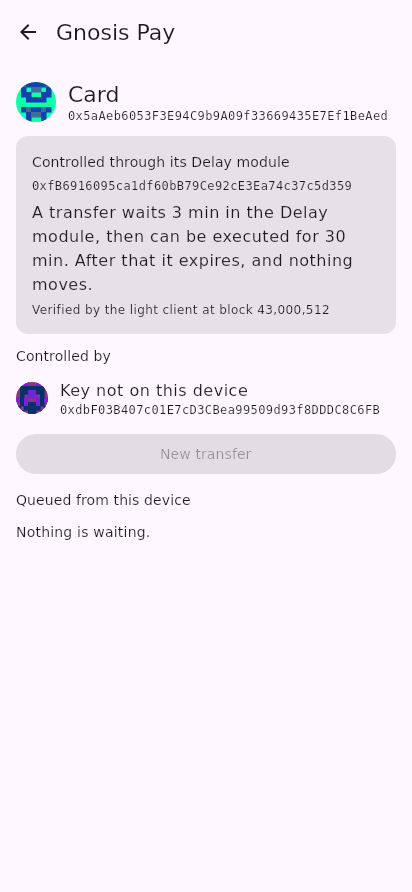 Gnosis Pay
Card
0x5aAeb6053F3E94C9b9A09f33669435E7Ef1BeAed
Controlled through its Delay module
0xfB6916095ca1df60bB79Ce92cE3Ea74c37c5d359
A transfer waits 3 min in the Delay
module, then can be executed for 30
min. After that it expires, and nothing
moves.
Verified by the light client at block 43,000,512
Controlled by
Key not on this device
0xdbF03B407c01E7cD3CBea99509d93f8DDDC8C6FB
New transfer
Queued from this device
Nothing is waiting.